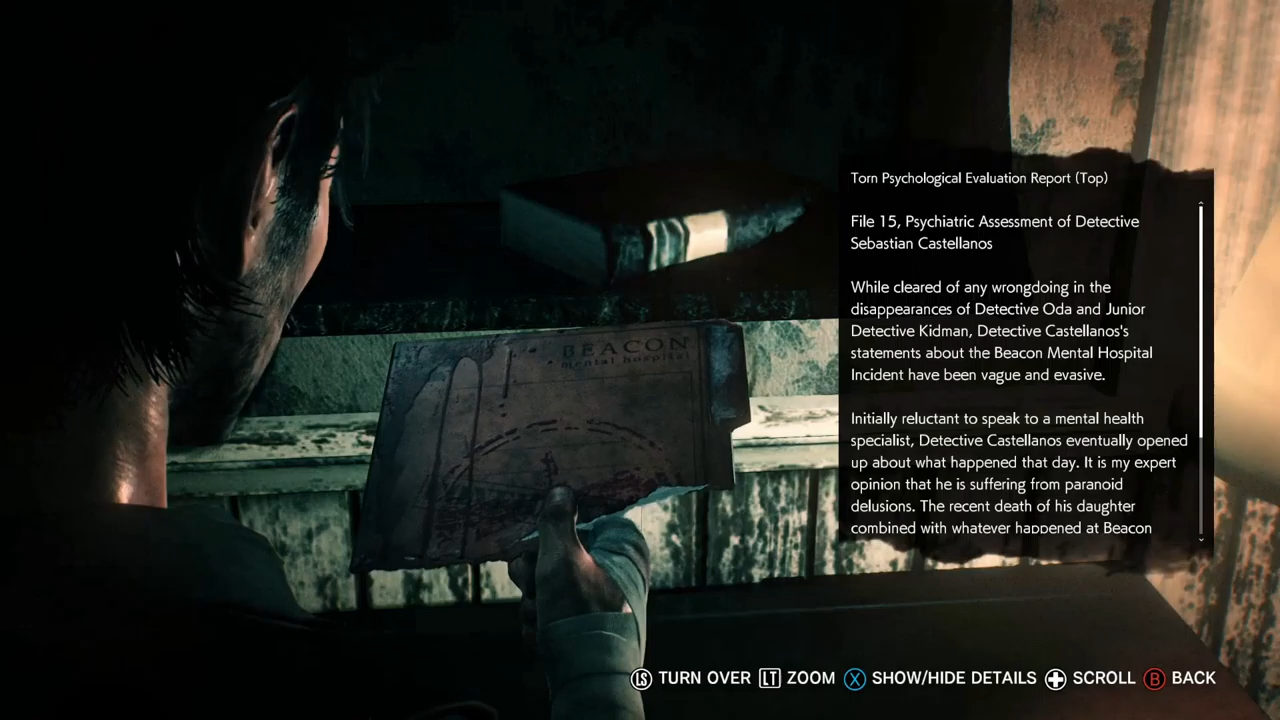 Torn Psychological Evaluation Report (Top)
File 15, Psychiatric Assessment of Detective
Sebastian Castellanos
While cleared of any wrongdoing in the
disappearances of Detective Oda and Junior
Detective Kidman, Detective Castellanos's
statements about the Beacon Mental Hospital
Incident have been vague and evasive.
Initially reluctant to speak to a mental health
specialist, Detective Castellanos eventually opened
up about what happened that day. It is my expert
opinion that he is suffering from paranoid
delusions. The recent death of his daughter
combined with whatever happened at Beacon
BEACON
mental hospital
LS TURN OVER LT ZOOM X SHOW/HIDE DETAILS SCROLL B BACK